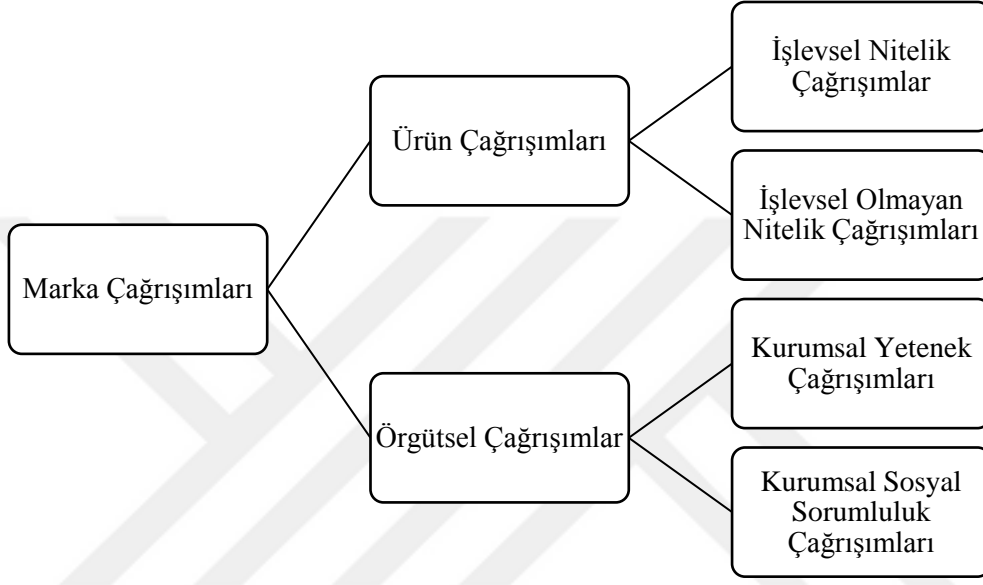 İşlevsel Nitelik
Çağrışımlar
Ürün Çağrışımları
İşlevsel Olmayan
Nitelik Çağrışımları
Marka Çağrışımları
Kurumsal Yetenek
Çağrışımları
Örgütsel Çağrışımlar
Kurumsal Sosyal
Sorumluluk
Çağrışımları